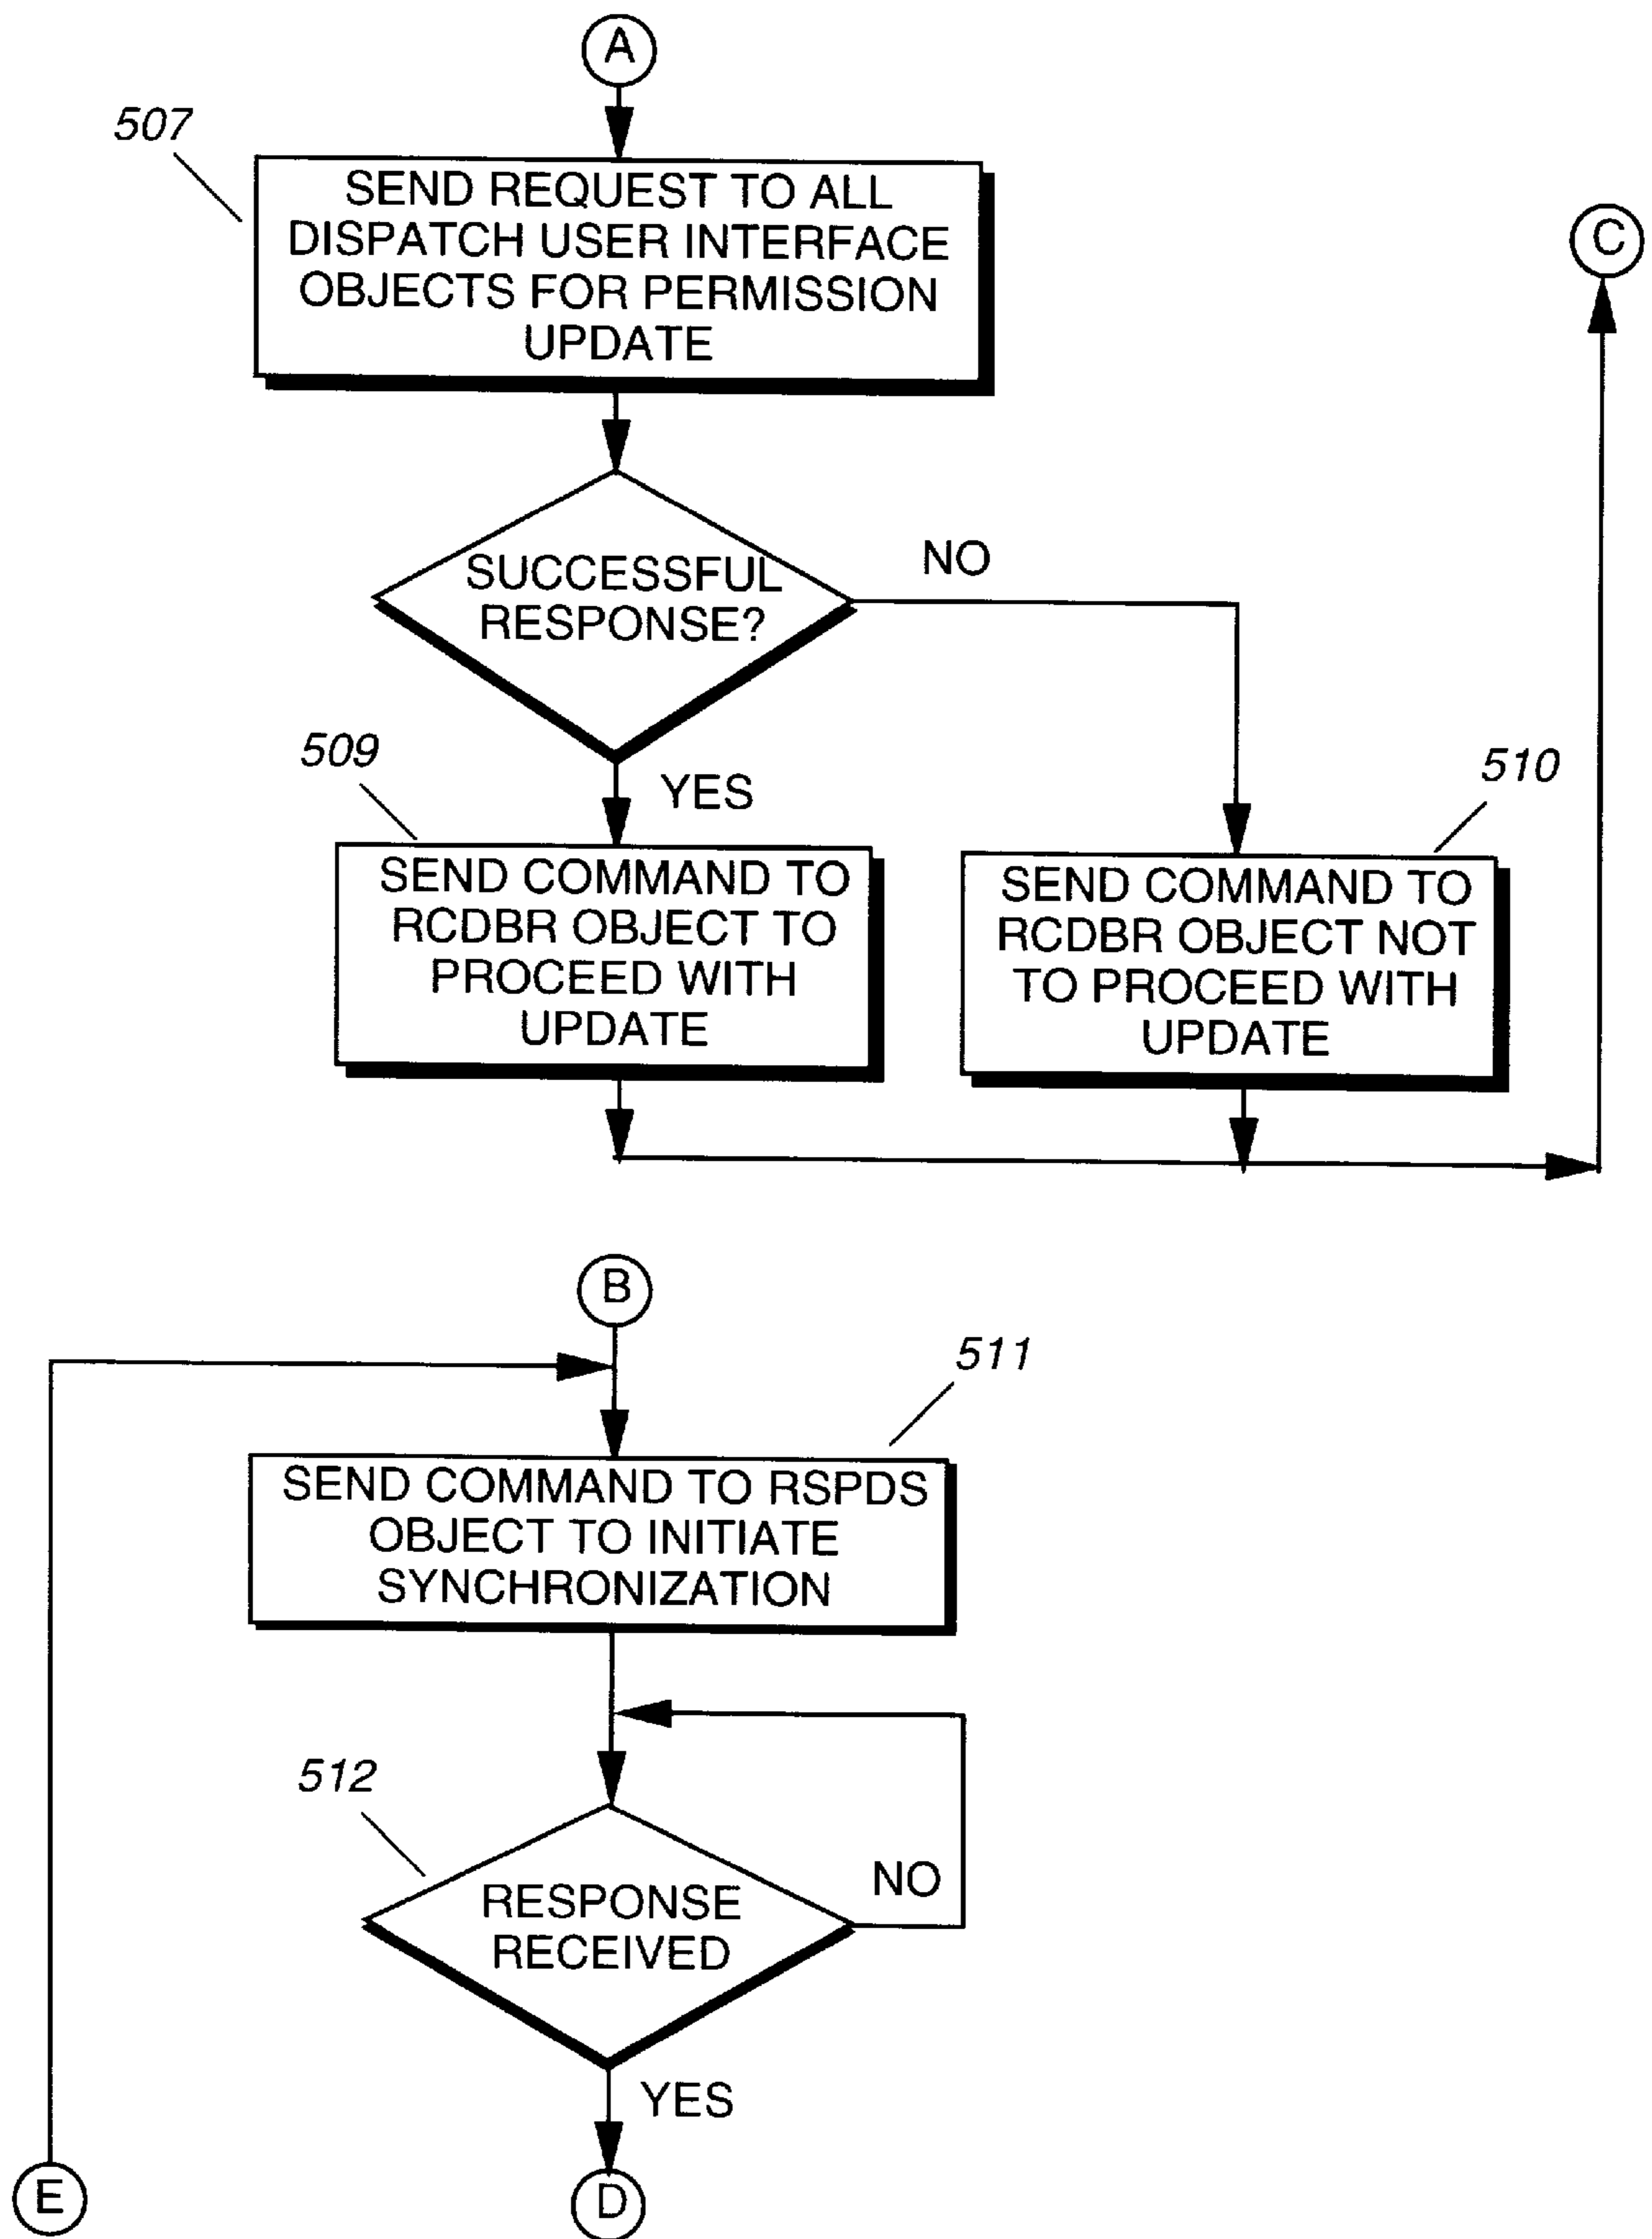 A
507
SEND REQUEST TO ALL
DISPATCH USER INTERFACE
OBJECTS FOR PERMISSION
UPDATE
C
SUCCESSFUL
RESPONSE?
NO
YES
509
SEND COMMAND TO
RCDBR OBJECT TO
PROCEED WITH
UPDATE
510
SEND COMMAND TO
RCDBR OBJECT NOT
TO PROCEED WITH
UPDATE
B
511
SEND COMMAND TO RSPDS
OBJECT TO INITIATE
SYNCHRONIZATION
512
RESPONSE
RECEIVED
NO
YES
E
D